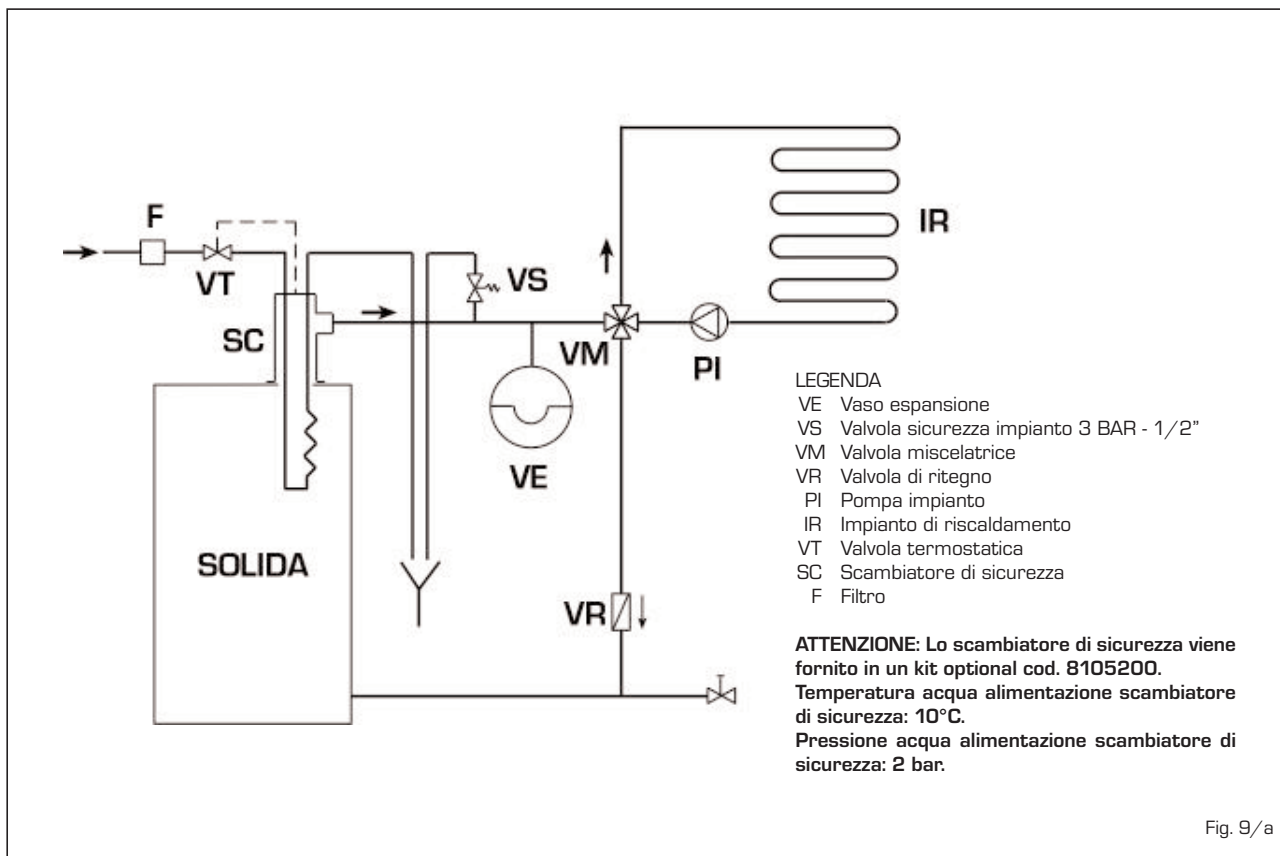 F
VT
SC
VS
VM
PI
IR
VE
SOLIDA
VR
LEGENDA
VE Vaso espansione
VS Valvola sicurezza impianto 3 BAR - 1/2”
VM Valvola miscelatrice
VR Valvola di ritegno
PI Pompa impianto
IR Impianto di riscaldamento
VT Valvola termostatica
SC Scambiatore di sicurezza
F Filtro
ATTENZIONE: Lo scambiatore di sicurezza viene
fornito in un kit optional cod. 8105200.
Temperatura acqua alimentazione scambiatore
di sicurezza: 10°C.
Pressione acqua alimentazione scambiatore di
sicurezza: 2 bar.
Fig. 9/a